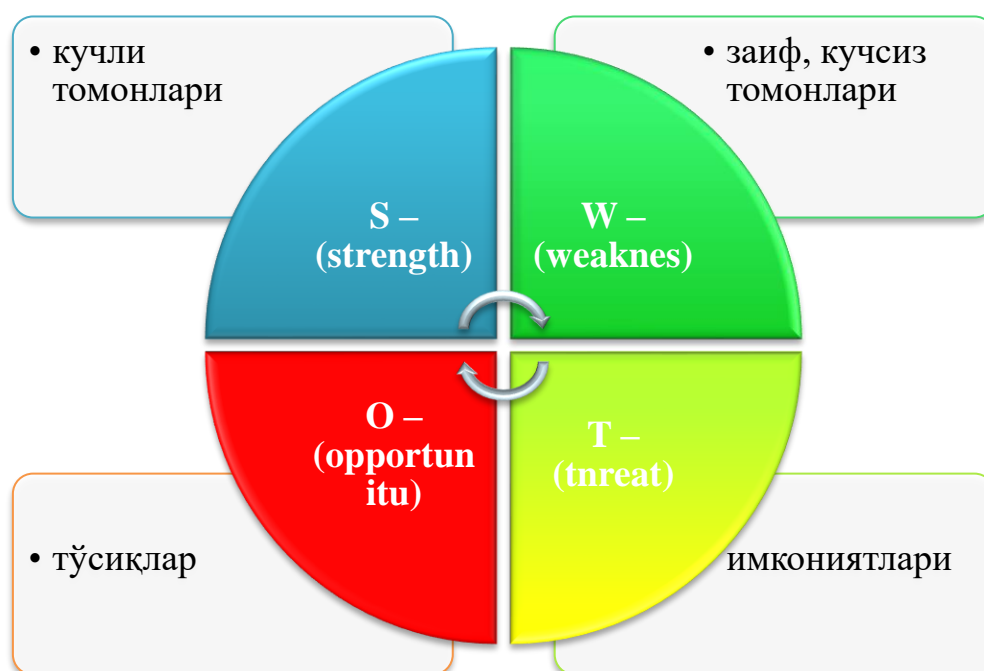 • кучли
томонлари
• заиф, кучсиз
томонлари
S –
(strength)
W –
(weaknes)
O –
(opportun
itu)
T –
(tnreat)
• тўсиқлар
имкониятлари